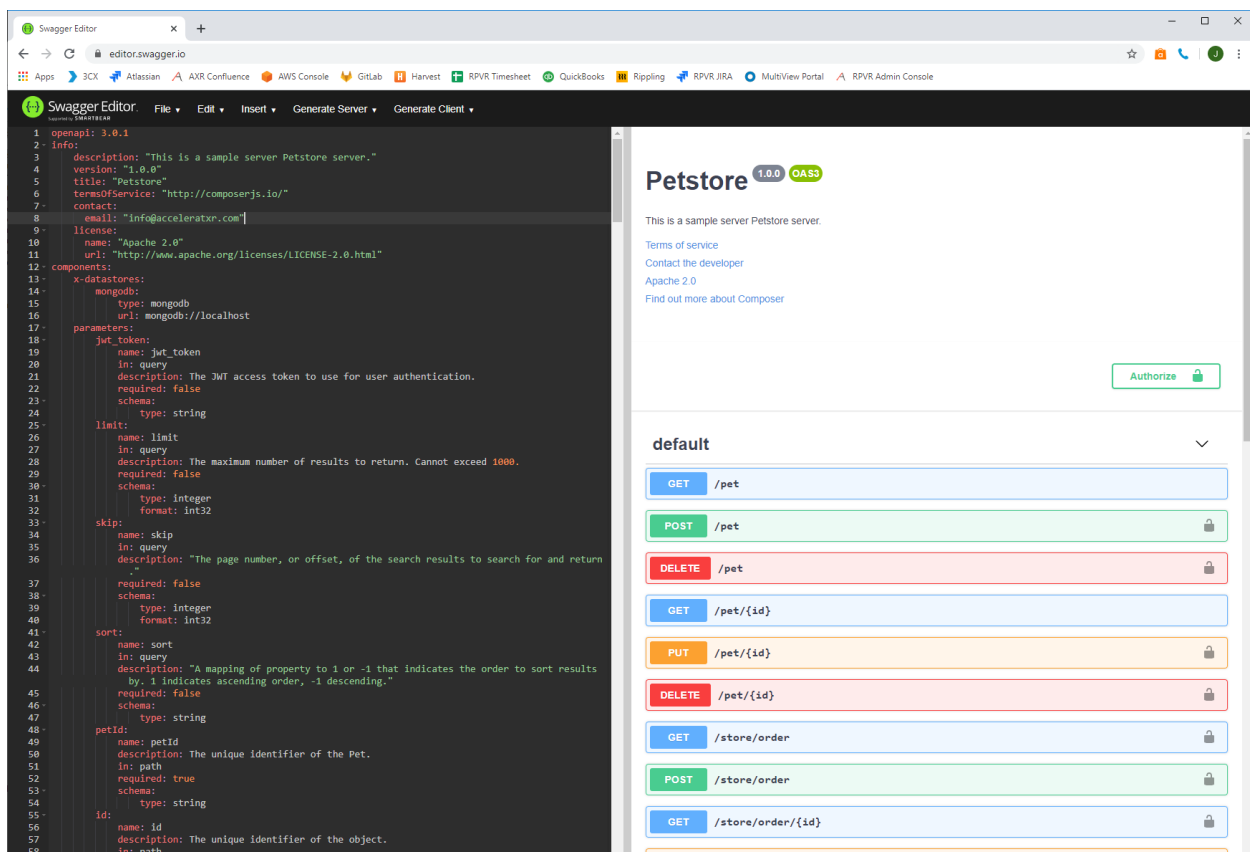 Swagger Editor
editor.swagger.io
J
Apps 3CX Atlassian AXR Confluence AWS Console GitLab Harvest RPVR Timesheet QuickBooks Rippling RPVR JIRA MultiView Portal RPVR Admin Console
Swagger Editor. File Edit Insert Generate Server Generate Client
Supported by SMARTBEAR
1 openapi: 3.0.1
2 info:
3 description: "This is a sample server Petstore server."
4 version: "1.0.0"
5 title: "Petstore"
6 termsOfService: "http://composerjs.io/"
7 contact:
8 email: "info@acceleratxr.com"
9 license:
10 name: "Apache 2.0"
11 url: "http://www.apache.org/licenses/LICENSE-2.0.html"
12 components:
13 x-datastores:
14 mongodb:
15 type: mongodb
16 url: mongodb://localhost
17 parameters:
18 jwt_token:
19 name: jwt_token
20 in: query
21 description: The JWT access token to use for user authentication.
22 required: false
23 schema:
24 type: string
25 limit:
26 name: limit
27 in: query
28 description: The maximum number of results to return. Cannot exceed 1000.
29 required: false
30 schema:
31 type: integer
32 format: int32
33 skip:
34 name: skip
35 in: query
36 description: "The page number, or offset, of the search results to search for and return
."
37 required: false
38 schema:
39 type: integer
40 format: int32
41 sort:
42 name: sort
43 in: query
44 description: "A mapping of property to 1 or -1 that indicates the order to sort results
by. 1 indicates ascending order, -1 descending."
45 required: false
46 schema:
47 type: string
48 petId:
49 name: petId
50 description: The unique identifier of the Pet.
51 in: path
52 required: true
53 schema:
54 type: string
55 id:
56 name: id
57 description: The unique identifier of the object.
58 in: path
Petstore 1.0.0 OAS3
This is a sample server Petstore server.
Terms of service
Contact the developer
Apache 2.0
Find out more about Composer
Authorize
default
GET /pet
POST /pet
DELETE /pet
GET /pet/{id}
PUT /pet/{id}
DELETE /pet/{id}
GET /store/order
POST /store/order
GET /store/order/{id}